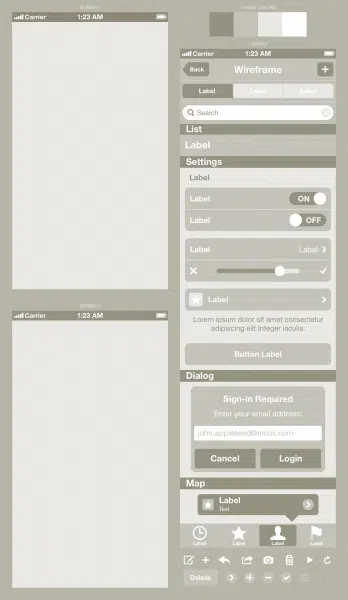 SCREEN 1
Carrier 1:23 AM
SCREEN 2
Carrier 1:23 AM
Carrier 1:23 AM
Back Wireframe +
Label Label Label
Search
List
Label
Settings
Label
Label ON
Label OFF
Label Label
Label
Lorem ipsum dolor sit amet consectetur
adipiscing elit Integer iaculis.
Button Label
Dialog
Sign-in Required
Enter your email address:
john.appleseed@email.com
Cancel Login
Map
Label
Text
Label Label Label Label
Delete